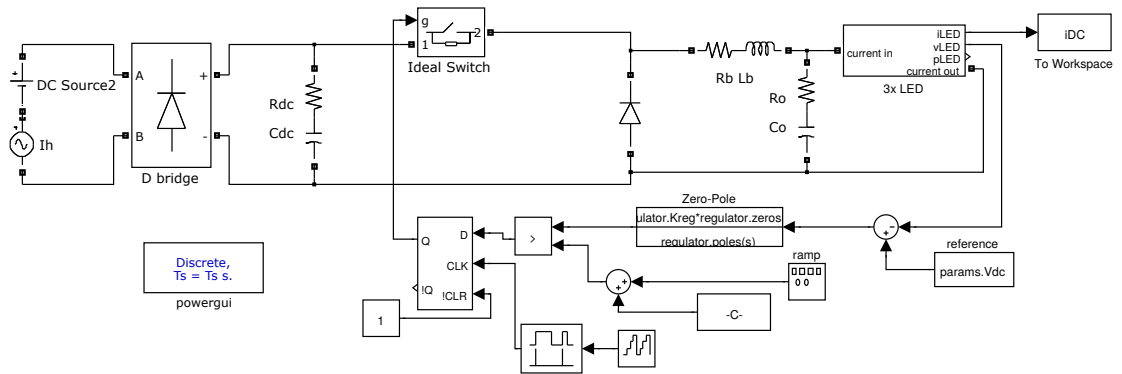 g
1
2
Ideal Switch
DC Source2
Ih
A
B
+
-
D bridge
Rdc
Cdc
Rb Lb
Ro
Co
current in
iLED
vLED
pLED
current out
3x LED
iDC
To Workspace
Zero-Pole
ulator.Kreg*regulator.zeros
regulator.poles(s)
>
+
−
reference
params.Vdc
ramp
+
+
-C-
Q
!Q
D
CLK
!CLR
1
Discrete,
Ts = Ts s.
powergui